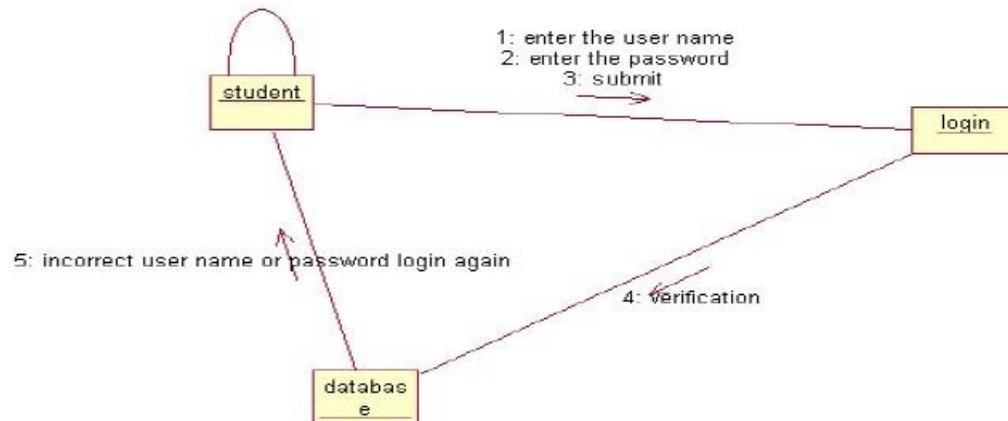 1: enter the user name
2: enter the password
3: submit
student
login
5: incorrect user name or password login again
4: verification
databas
e